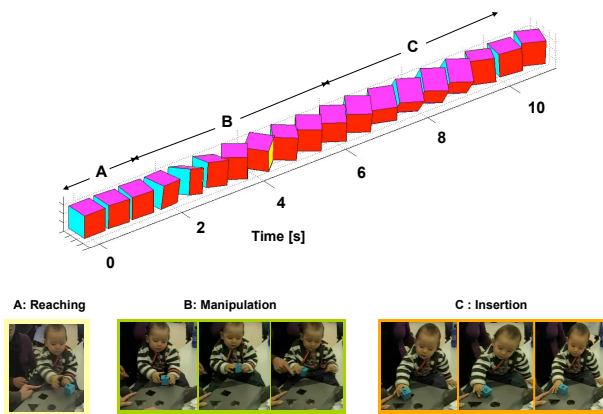 C
B
A
10
8
6
4
2
0
Time [s]
A: Reaching
B: Manipulation
C : Insertion